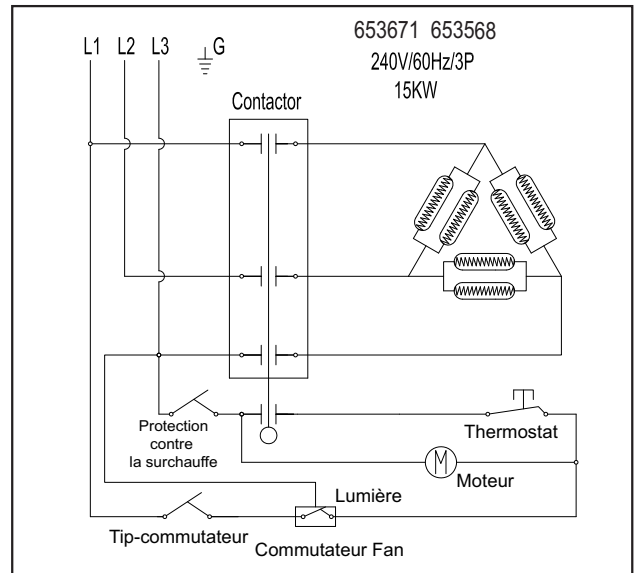 653671 653568
240V/60Hz/3P
15KW
L1 L2 L3 G
Contactor
Protection
contre
la surchauffe
Thermostat
M
Moteur
Lumière
Tip-commutateur
Commutateur Fan